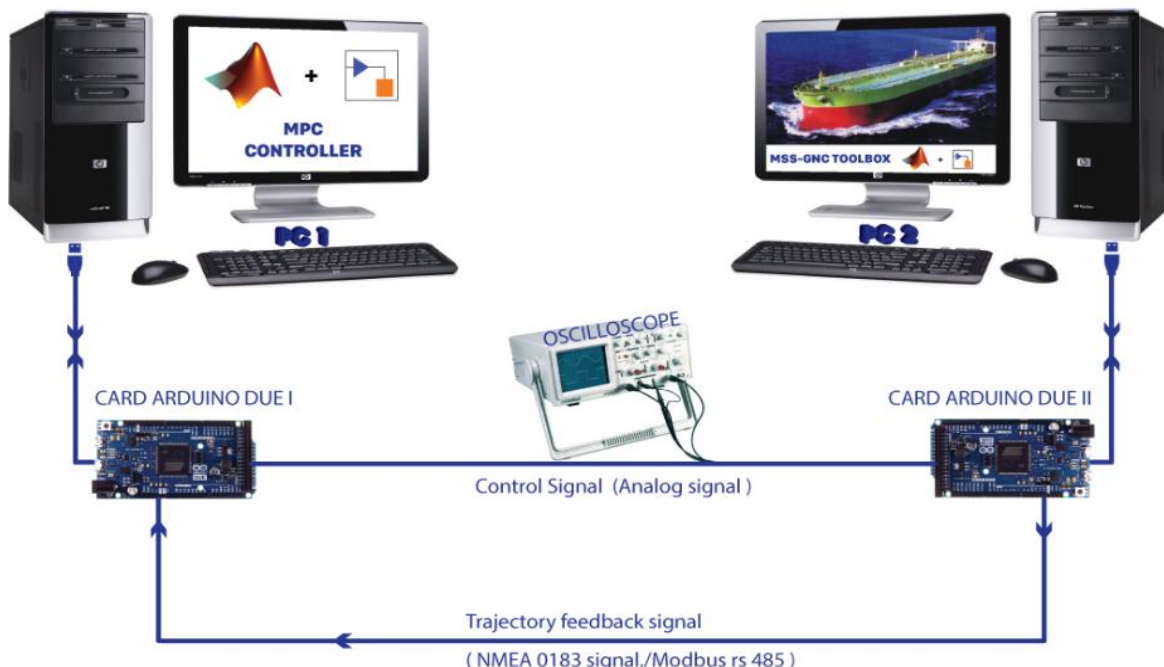 +
MPC
CONTROLLER
MSS-GNC TOOLBOX
+
PC 1
PC 2
OSCILLOSCOPE
CARD ARDUINO DUE I
CARD ARDUINO DUE II
Control Signal (Analog signal )
Trajectory feedback signal
( NMEA 0183 signal./Modbus rs 485 )